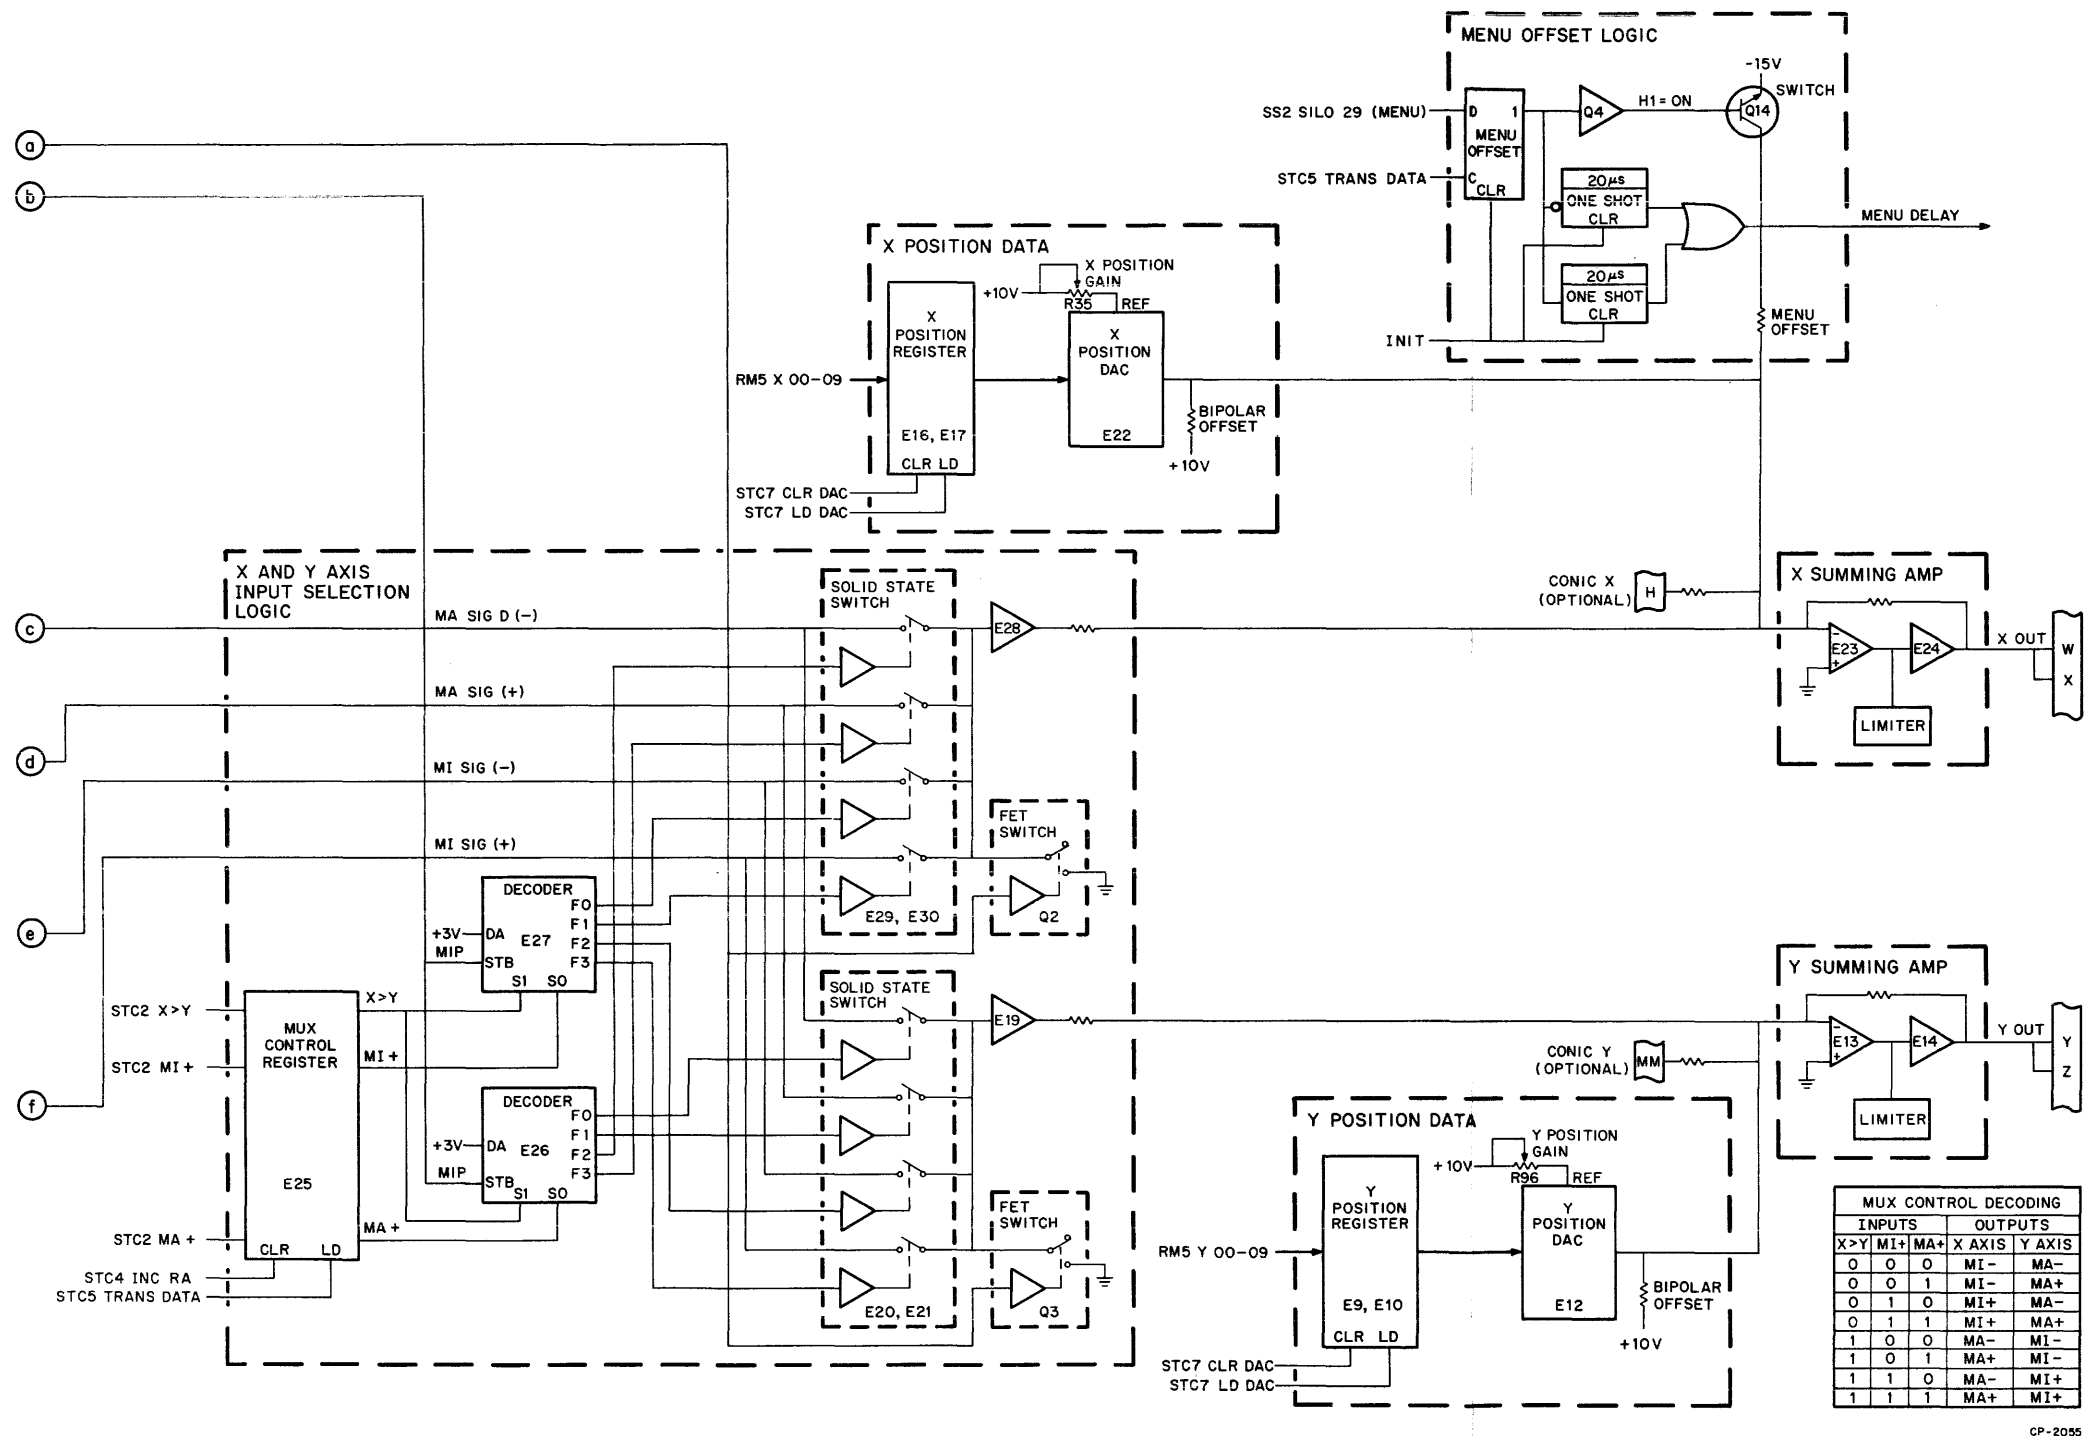 MENU OFFSET LOGIC
-15V
SWITCH
SS2 SILO 29 (MENU)
D 1
MENU
OFFSET
C
CLR
Q4
H1 = ON
Q14
STC5 TRANS DATA
20μs
ONE SHOT
CLR
20μs
ONE SHOT
CLR
MENU DELAY
INIT
MENU
OFFSET
a
b
X POSITION DATA
X POSITION
GAIN
+10V
R35
REF
X
POSITION
REGISTER
E16, E17
CLR LD
X
POSITION
DAC
E22
RM5 X 00-09
BIPOLAR
OFFSET
+10V
STC7 CLR DAC
STC7 LD DAC
X AND Y AXIS
INPUT SELECTION
LOGIC
c
MA SIG D (-)
d
MA SIG (+)
e
MI SIG (-)
f
MI SIG (+)
SOLID STATE
SWITCH
E29, E30
E28
FET
SWITCH
Q2
CONIC X
(OPTIONAL)
H
X SUMMING AMP
-
E23
+
E24
LIMITER
X OUT
W
X
DECODER
F0
F1
F2
F3
+3V
DA
E27
MIP
STB
S1 S0
STC2 X>Y
STC2 MI+
STC2 MA+
MUX
CONTROL
REGISTER
E25
CLR LD
X>Y
MI+
MA+
STC4 INC RA
STC5 TRANS DATA
DECODER
F0
F1
F2
F3
+3V
DA
E26
MIP
STB
S1 S0
SOLID STATE
SWITCH
E20, E21
E19
FET
SWITCH
Q3
CONIC Y
(OPTIONAL)
MM
Y SUMMING AMP
-
E13
+
E14
LIMITER
Y OUT
Y
Z
Y POSITION DATA
Y POSITION
GAIN
+10V
R96
REF
Y
POSITION
REGISTER
E9, E10
CLR LD
Y
POSITION
DAC
E12
RM5 Y 00-09
BIPOLAR
OFFSET
+10V
STC7 CLR DAC
STC7 LD DAC
MUX CONTROL DECODING
INPUTS OUTPUTS
X>Y MI+ MA+ X AXIS Y AXIS
0 0 0 MI- MA-
0 0 1 MI- MA+
0 1 0 MI+ MA-
0 1 1 MI+ MA+
1 0 0 MA- MI-
1 0 1 MA+ MI-
1 1 0 MA- MI+
1 1 1 MA+ MI+
CP-2055